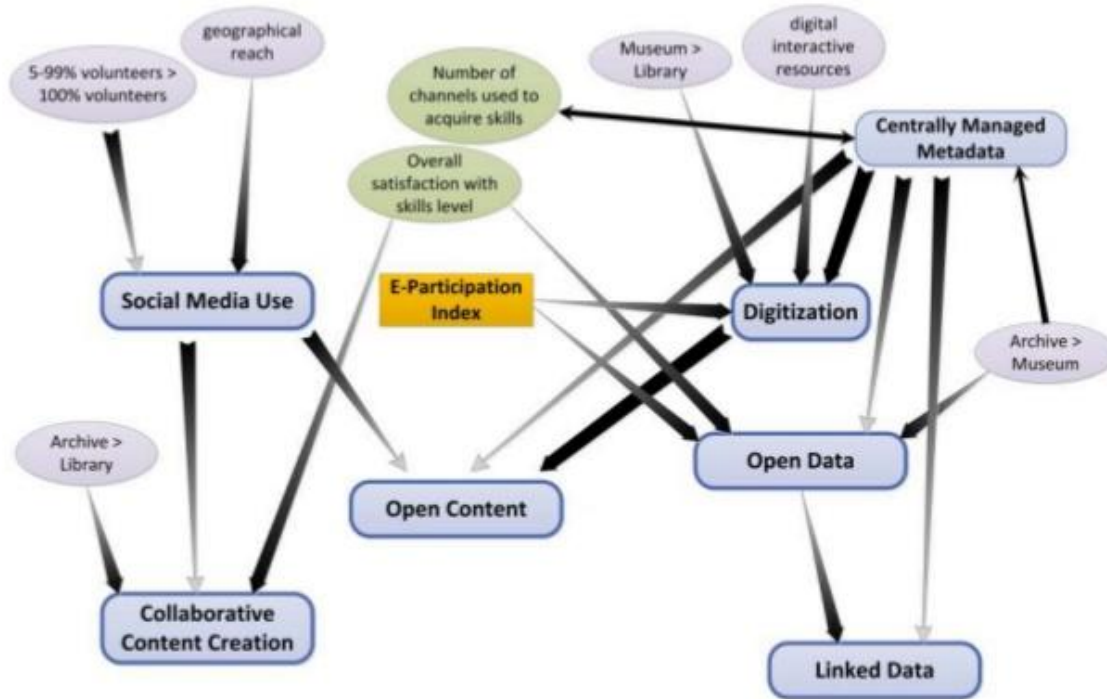 geographical
reach
5-99% volunteers >
100% volunteers
Number of
channels used to
acquire skills
Museum >
Library
digital
interactive
resources
Centrally Managed
Metadata
Overall
satisfaction with
skills level
Social Media Use
E-Participation
Index
Digitization
Archive >
Museum
Archive >
Library
Open Content
Open Data
Collaborative
Content Creation
Linked Data